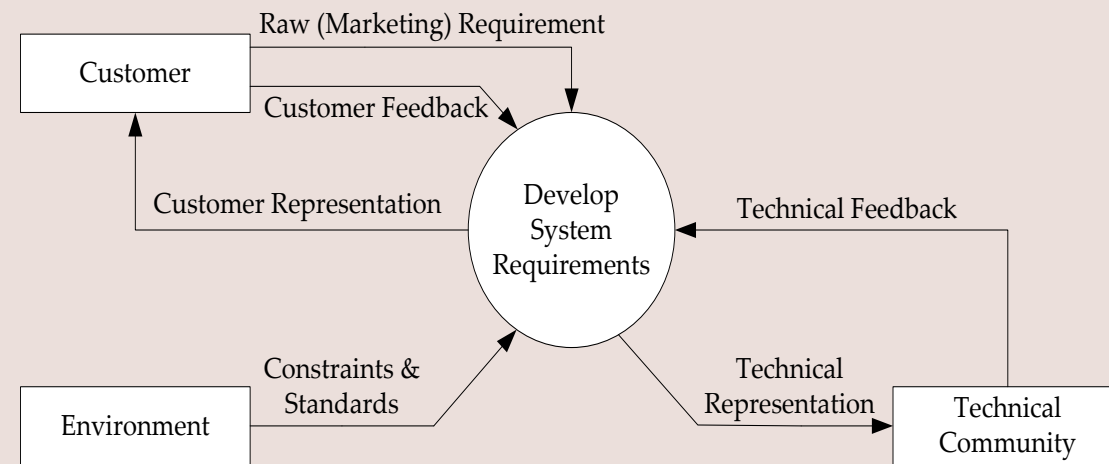 Raw (Marketing) Requirement
Customer
Customer Feedback
Customer Representation
Develop
System
Requirements
Technical Feedback
Constraints &
Standards
Environment
Technical
Representation
Technical
Community